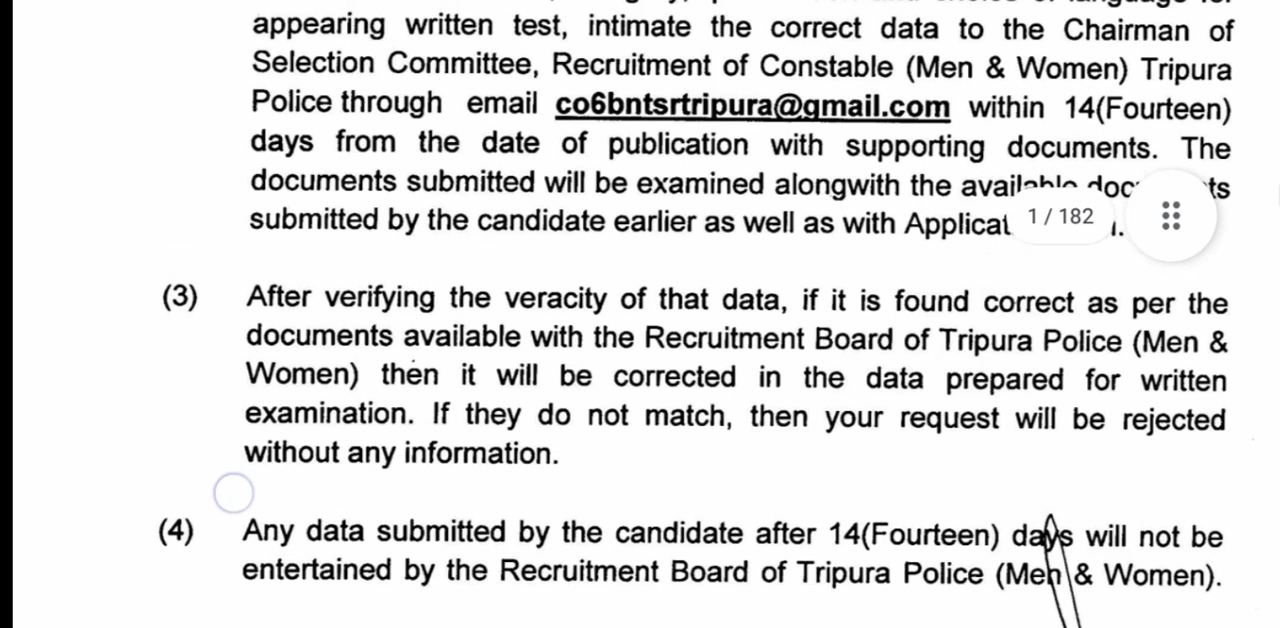 appearing written test, intimate the correct data to the Chairman of
Selection Committee, Recruitment of Constable (Men & Women) Tripura
Police through email co6bntsrtripura@gmail.com within 14(Fourteen)
days from the date of publication with supporting documents. The
documents submitted will be examined alongwith the available
submitted by the candidate earlier as well as with
1 / 182
(3) After verifying the veracity of that data, if it is found correct as per the
documents available with the Recruitment Board of Tripura Police (Men &
Women) then it will be corrected in the data prepared for written
examination. If they do not match, then your request will be rejected
without any information.
(4) Any data submitted by the candidate after 14(Fourteen) days will not be
entertained by the Recruitment Board of Tripura Police (Men & Women).